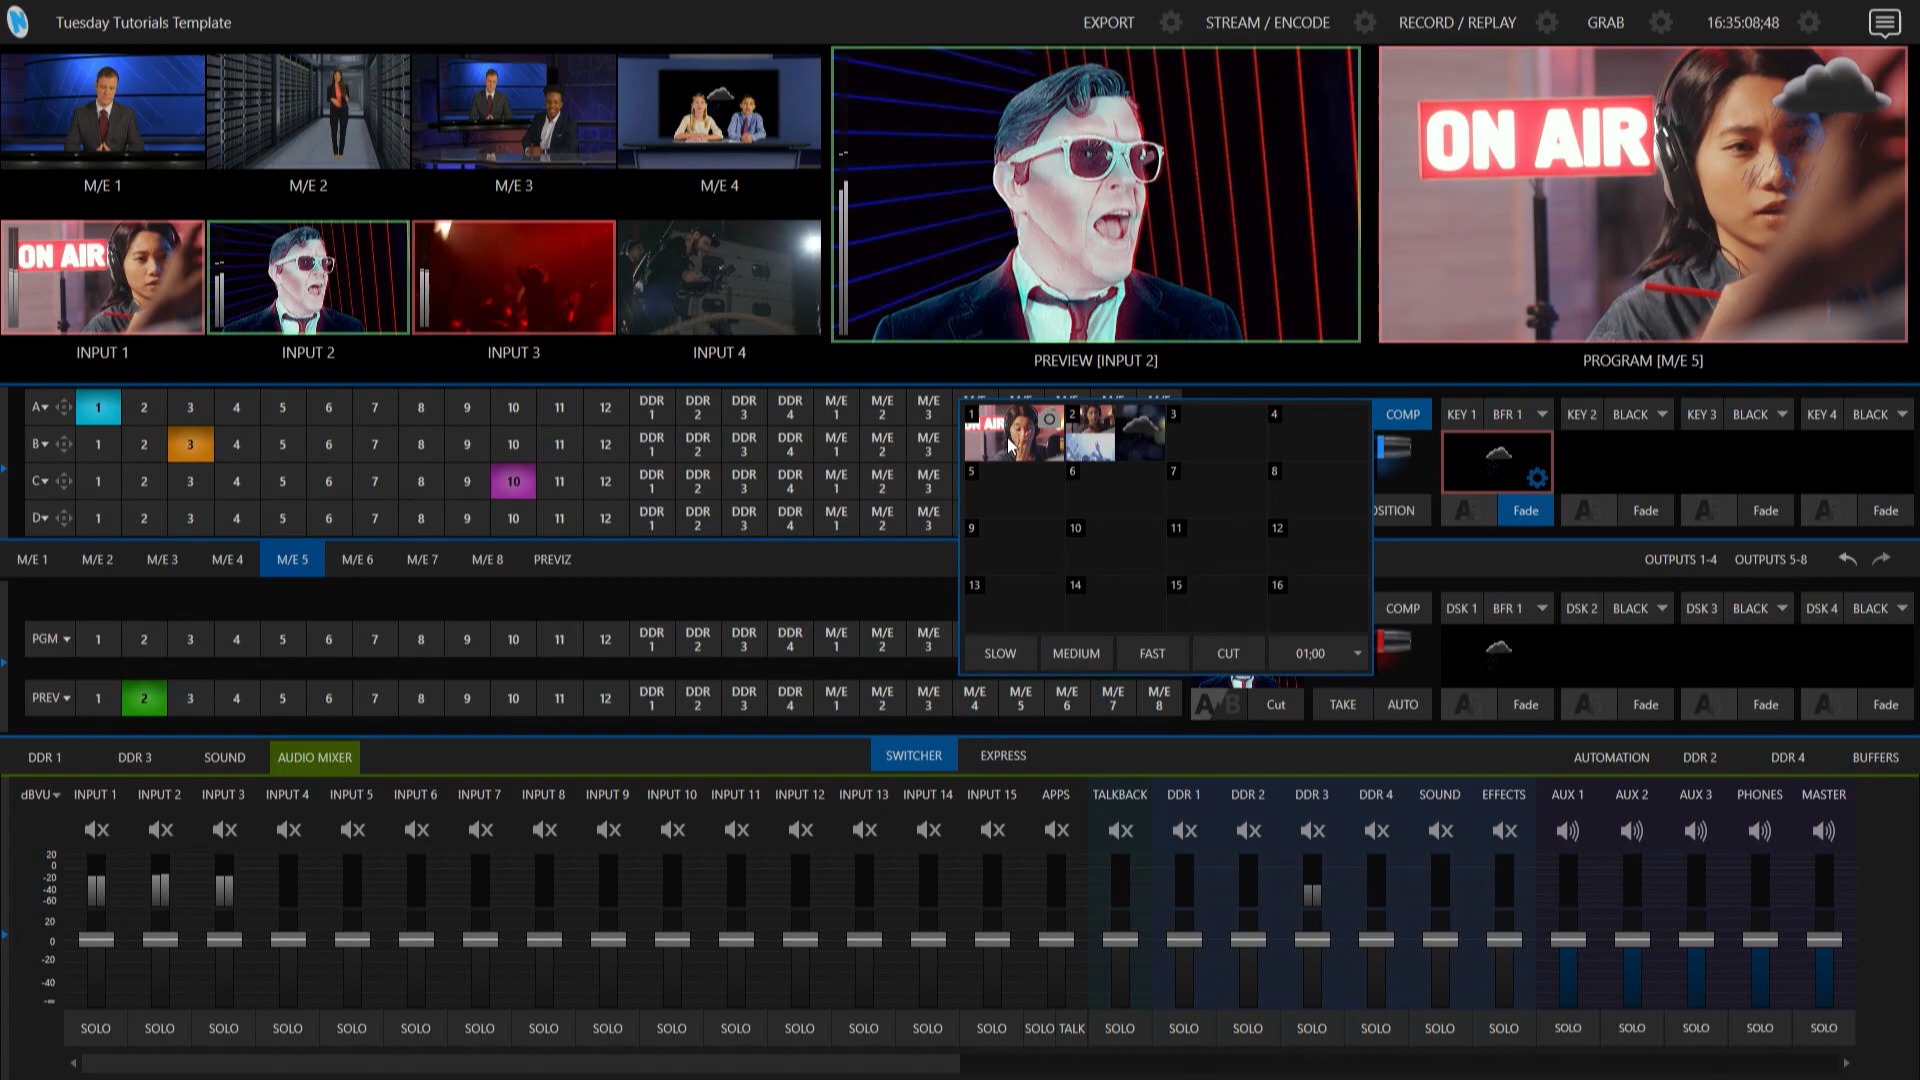 Tuesday Tutorials Template
EXPORT STREAM / ENCODE RECORD / REPLAY GRAB 16:35:08;48
ON AIR
M/E 1 M/E 2 M/E 3 M/E 4
ON AIR
INPUT 1 INPUT 2 INPUT 3 INPUT 4
PREVIEW [INPUT 2] PROGRAM [M/E 5]
A 1 2 3 4 5 6 7 8 9 10 11 12 DDR 1 DDR 2 DDR 3 DDR 4 M/E 1 M/E 2 M/E 3
B 1 2 3 4 5 6 7 8 9 10 11 12 DDR 1 DDR 2 DDR 3 DDR 4 M/E 1 M/E 2 M/E 3
C 1 2 3 4 5 6 7 8 9 10 11 12 DDR 1 DDR 2 DDR 3 DDR 4 M/E 1 M/E 2 M/E 3
D 1 2 3 4 5 6 7 8 9 10 11 12 DDR 1 DDR 2 DDR 3 DDR 4 M/E 1 M/E 2 M/E 3
1 2 3 4
5 6 7 8
9 10 11 12
13 14 15 16
SLOW MEDIUM FAST CUT 01;00
COMP KEY 1 BFR 1 KEY 2 BLACK KEY 3 BLACK KEY 4 BLACK
OSITION Fade Fade Fade Fade
M/E 1 M/E 2 M/E 3 M/E 4 M/E 5 M/E 6 M/E 7 M/E 8 PREVIZ OUTPUTS 1-4 OUTPUTS 5-8
COMP DSK 1 BFR 1 DSK 2 BLACK DSK 3 BLACK DSK 4 BLACK
PGM 1 2 3 4 5 6 7 8 9 10 11 12 DDR 1 DDR 2 DDR 3 DDR 4 M/E 1 M/E 2 M/E 3
PREV 1 2 3 4 5 6 7 8 9 10 11 12 DDR 1 DDR 2 DDR 3 DDR 4 M/E 1 M/E 2 M/E 3 M/E 4 M/E 5 M/E 6 M/E 7 M/E 8 Cut TAKE AUTO Fade Fade Fade Fade
DDR 1 DDR 3 SOUND AUDIO MIXER SWITCHER EXPRESS AUTOMATION DDR 2 DDR 4 BUFFERS
dBVU INPUT 1 INPUT 2 INPUT 3 INPUT 4 INPUT 5 INPUT 6 INPUT 7 INPUT 8 INPUT 9 INPUT 10 INPUT 11 INPUT 12 INPUT 13 INPUT 14 INPUT 15 APPS TALKBACK DDR 1 DDR 2 DDR 3 DDR 4 SOUND EFFECTS AUX 1 AUX 2 AUX 3 PHONES MASTER
20
0
-20
-40
-60
20
0
-20
-40
-∞
SOLO SOLO SOLO SOLO SOLO SOLO SOLO SOLO SOLO SOLO SOLO SOLO SOLO SOLO SOLO SOLO TALK SOLO SOLO SOLO SOLO SOLO SOLO SOLO SOLO SOLO SOLO SOLO SOLO